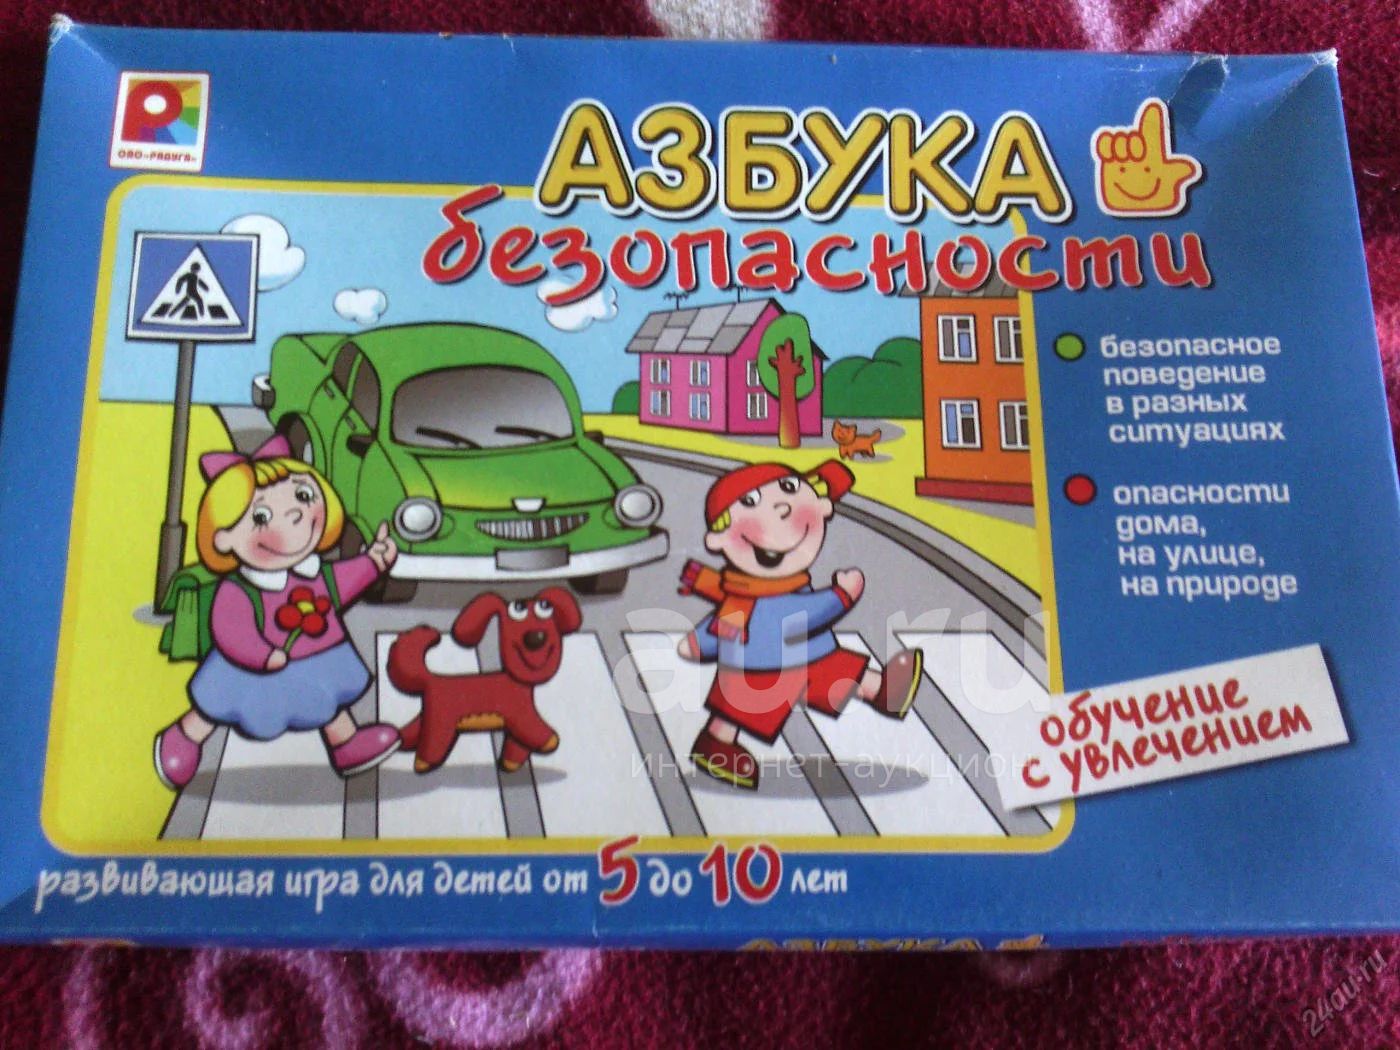 ОАО «РАДУГА»
АЗБУКА
безопасности
безопасное
поведение
в разных
ситуациях
опасности
дома,
на улице,
на природе
обучение
с увлечением
au.ru
интернет-аукцион
развивающая игра для детей от 5 до 10 лет
АЗБУКА
24au.ru